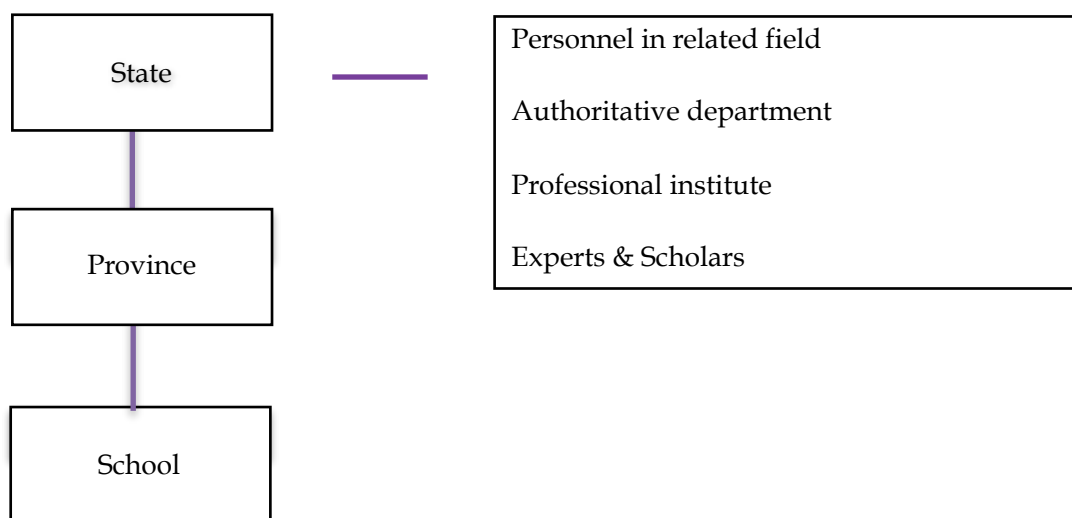 State
Personnel in related field
Authoritative department
Professional institute
Experts & Scholars
Province
School